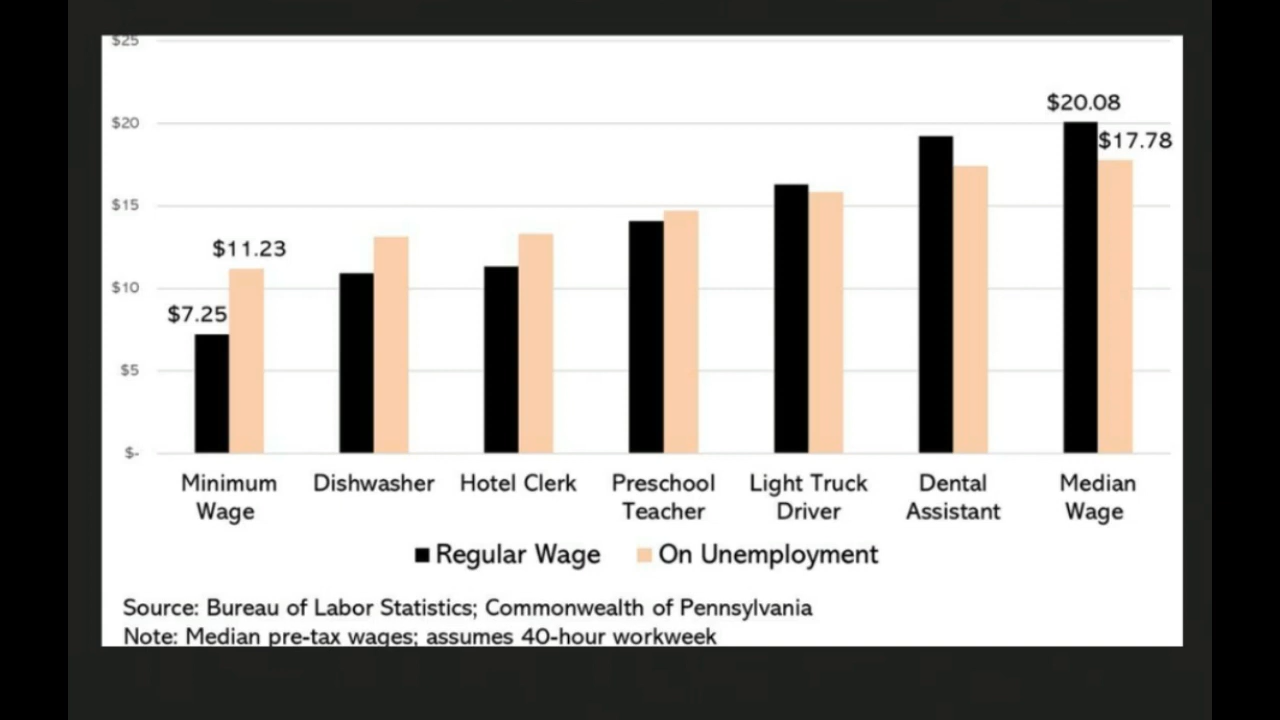 $25
$20.08
$20
$17.78
$15
$11.23
$10
$7.25
$5
$-
Minimum Wage
Dishwasher
Hotel Clerk
Preschool Teacher
Light Truck Driver
Dental Assistant
Median Wage
Regular Wage
On Unemployment
Source: Bureau of Labor Statistics; Commonwealth of Pennsylvania
Note: Median pre-tax wages; assumes 40-hour workweek